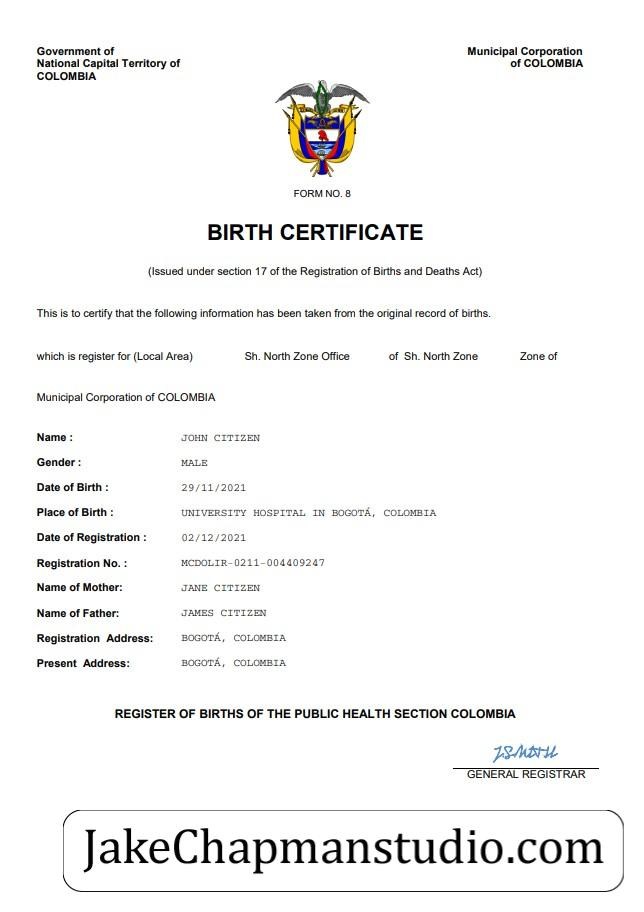 Government of
National Capital Territory of
COLOMBIA
Municipal Corporation
of COLOMBIA
FORM NO. 8
BIRTH CERTIFICATE
(Issued under section 17 of the Registration of Births and Deaths Act)
This is to certify that the following information has been taken from the original record of births.
which is register for (Local Area) Sh. North Zone Office of Sh. North Zone Zone of
Municipal Corporation of COLOMBIA
Name : JOHN CITIZEN
Gender : MALE
Date of Birth : 29/11/2021
Place of Birth : UNIVERSITY HOSPITAL IN BOGOTÁ, COLOMBIA
Date of Registration : 02/12/2021
Registration No. : MCDOLIR-0211-004409247
Name of Mother: JANE CITIZEN
Name of Father: JAMES CITIZEN
Registration Address: BOGOTÁ, COLOMBIA
Present Address: BOGOTÁ, COLOMBIA
REGISTER OF BIRTHS OF THE PUBLIC HEALTH SECTION COLOMBIA
GENERAL REGISTRAR
JakeChapmanstudio.com